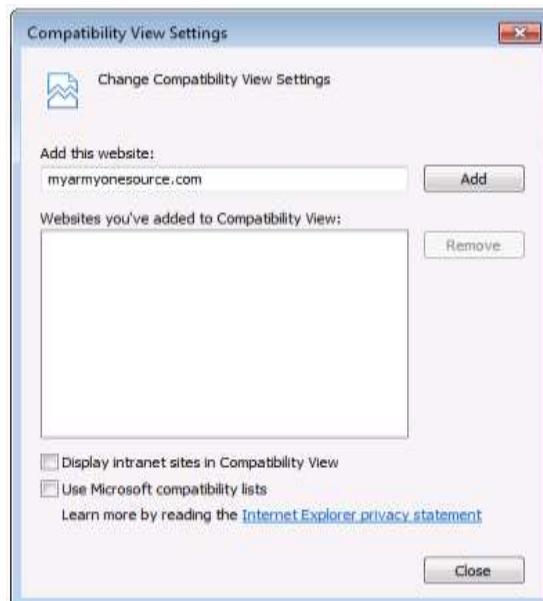 Compatibility View Settings
Change Compatibility View Settings
Add this website:
myarmyonesource.com
Add
Websites you've added to Compatibility View:
Remove
Display intranet sites in Compatibility View
Use Microsoft compatibility lists
Learn more by reading the Internet Explorer privacy statement
Close